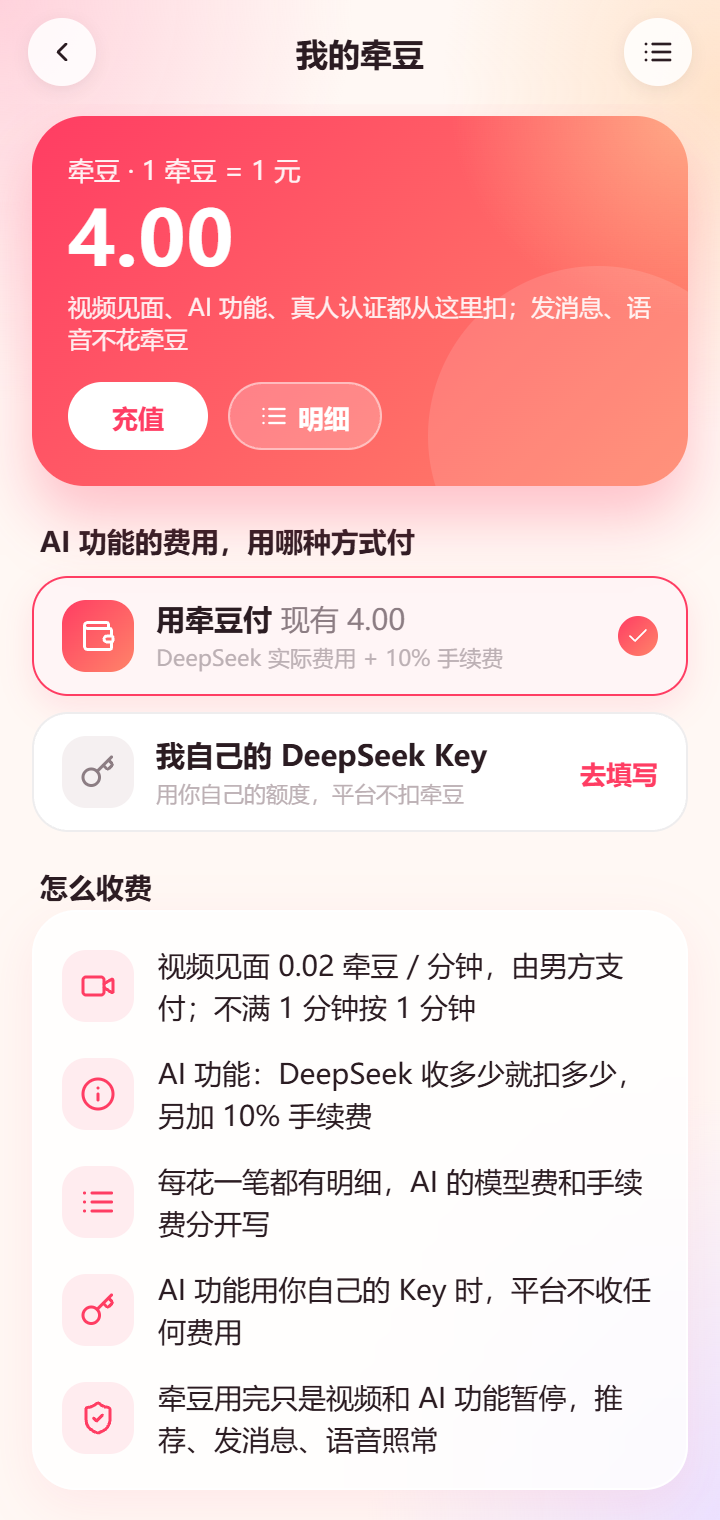 我的牵豆
牵豆 · 1 牵豆 = 1 元
4.00
视频见面、AI 功能、真人认证都从这里扣；发消息、语
音不花牵豆
充值
明细
AI 功能的费用，用哪种方式付
用牵豆付 现有 4.00
DeepSeek 实际费用 + 10% 手续费
我自己的 DeepSeek Key
用你自己的额度，平台不扣牵豆
去填写
怎么收费
视频见面 0.02 牵豆 / 分钟，由男方支
付；不满 1 分钟按 1 分钟
AI 功能：DeepSeek 收多少就扣多少，
另加 10% 手续费
每花一笔都有明细，AI 的模型费和手续
费分开写
AI 功能用你自己的 Key 时，平台不收任
何费用
牵豆用完只是视频和 AI 功能暂停，推
荐、发消息、语音照常